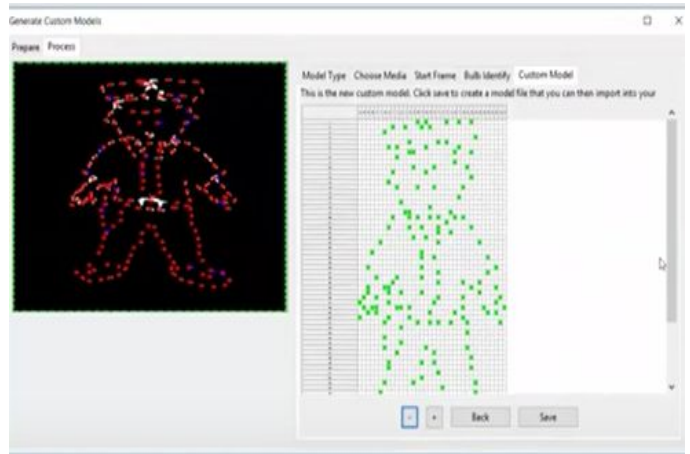 Generate Custom Models
Prepare Process
Model Type Choose Media Start Frame Bulb Identify Custom Model
This is the new custom model. Click save to create a model file that you can then import into your
- + Back Save